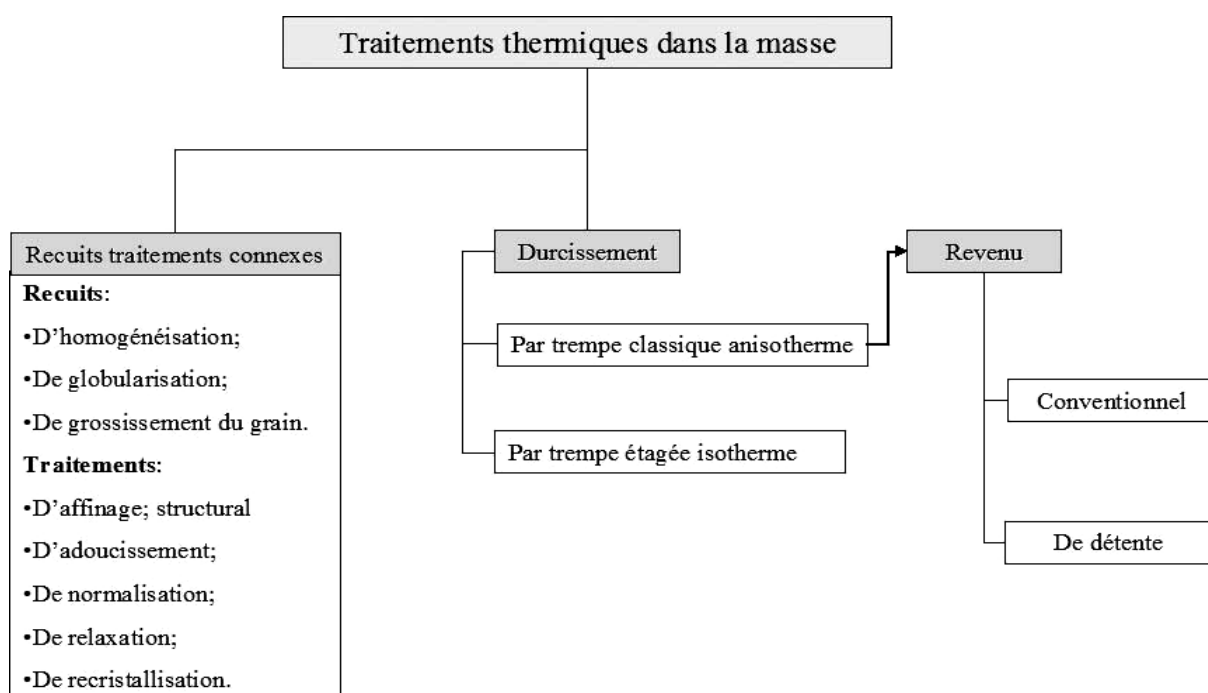 Traitements thermiques dans la masse
Recuits traitements connexes
Recuits:
•D’homogénéisation;
•De globularisation;
•De grossissement du grain.
Traitements:
•D’affinage; structural
•D’adoucissement;
•De normalisation;
•De relaxation;
•De recristallisation.
Durcissement
Par trempe classique anisotherme
Par trempe étagée isotherme
Revenu
Conventionnel
De détente